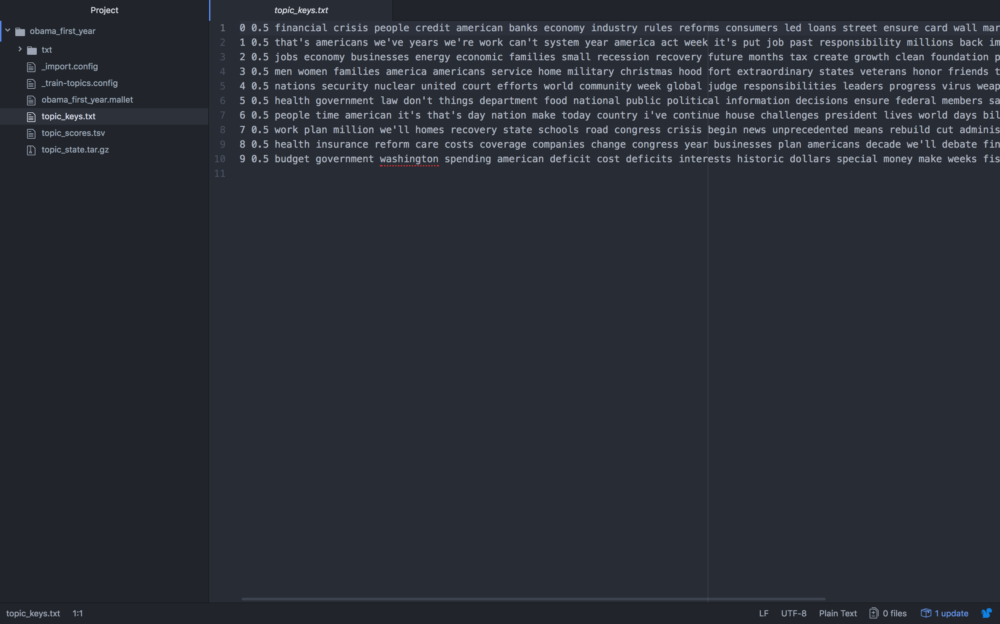 Project
obama_first_year
txt
_import.config
_train-topics.config
obama_first_year.mallet
topic_keys.txt
topic_scores.tsv
topic_state.tar.gz
topic_keys.txt
1 0 0.5 financial crisis people credit american banks economy industry rules reforms consumers led loans street ensure card wall mar
2 1 0.5 that's americans we've years we're work can't system year america act week it's put job past responsibility millions back im
3 2 0.5 jobs economy businesses energy economic families small recession recovery future months tax create growth clean foundation p
4 3 0.5 men women families america americans service home military christmas hood fort extraordinary states veterans honor friends t
5 4 0.5 nations security nuclear united court efforts world community week global judge responsibilities leaders progress virus weap
6 5 0.5 health government law don't things department food national public political information decisions ensure federal members sa
7 6 0.5 people time american it's that's day nation make today country i've continue house challenges president lives world days bil
8 7 0.5 work plan million we'll homes recovery state schools road congress crisis begin news unprecedented means rebuild cut adminis
9 8 0.5 health insurance reform care costs coverage companies change congress year businesses plan americans decade we'll debate fin
10 9 0.5 budget government washington spending american deficit cost deficits interests historic dollars special money make weeks fis
11
topic_keys.txt 1:1 LF UTF-8 Plain Text 0 files 1 update